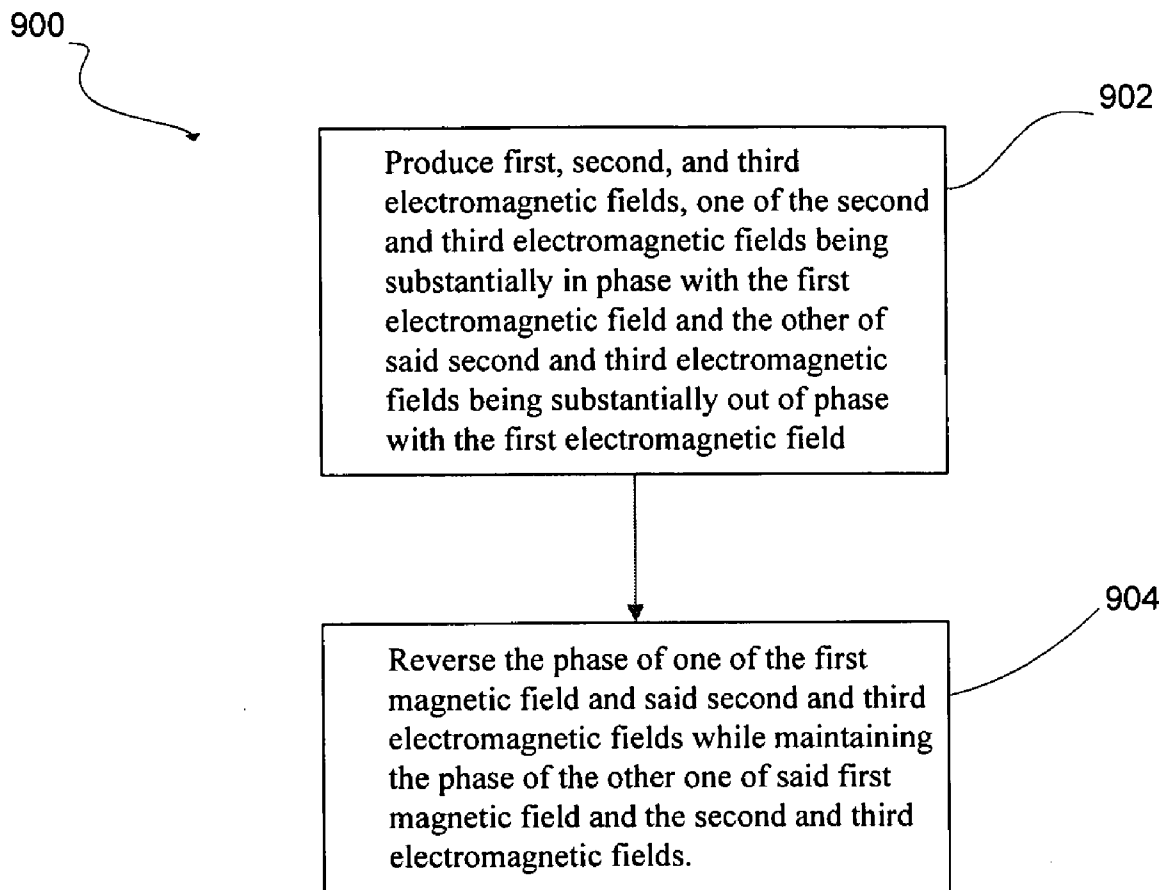 900
902
Produce first, second, and third
electromagnetic fields, one of the second
and third electromagnetic fields being
substantially in phase with the first
electromagnetic field and the other of
said second and third electromagnetic
fields being substantially out of phase
with the first electromagnetic field
904
Reverse the phase of one of the first
magnetic field and said second and third
electromagnetic fields while maintaining
the phase of the other one of said first
magnetic field and the second and third
electromagnetic fields.